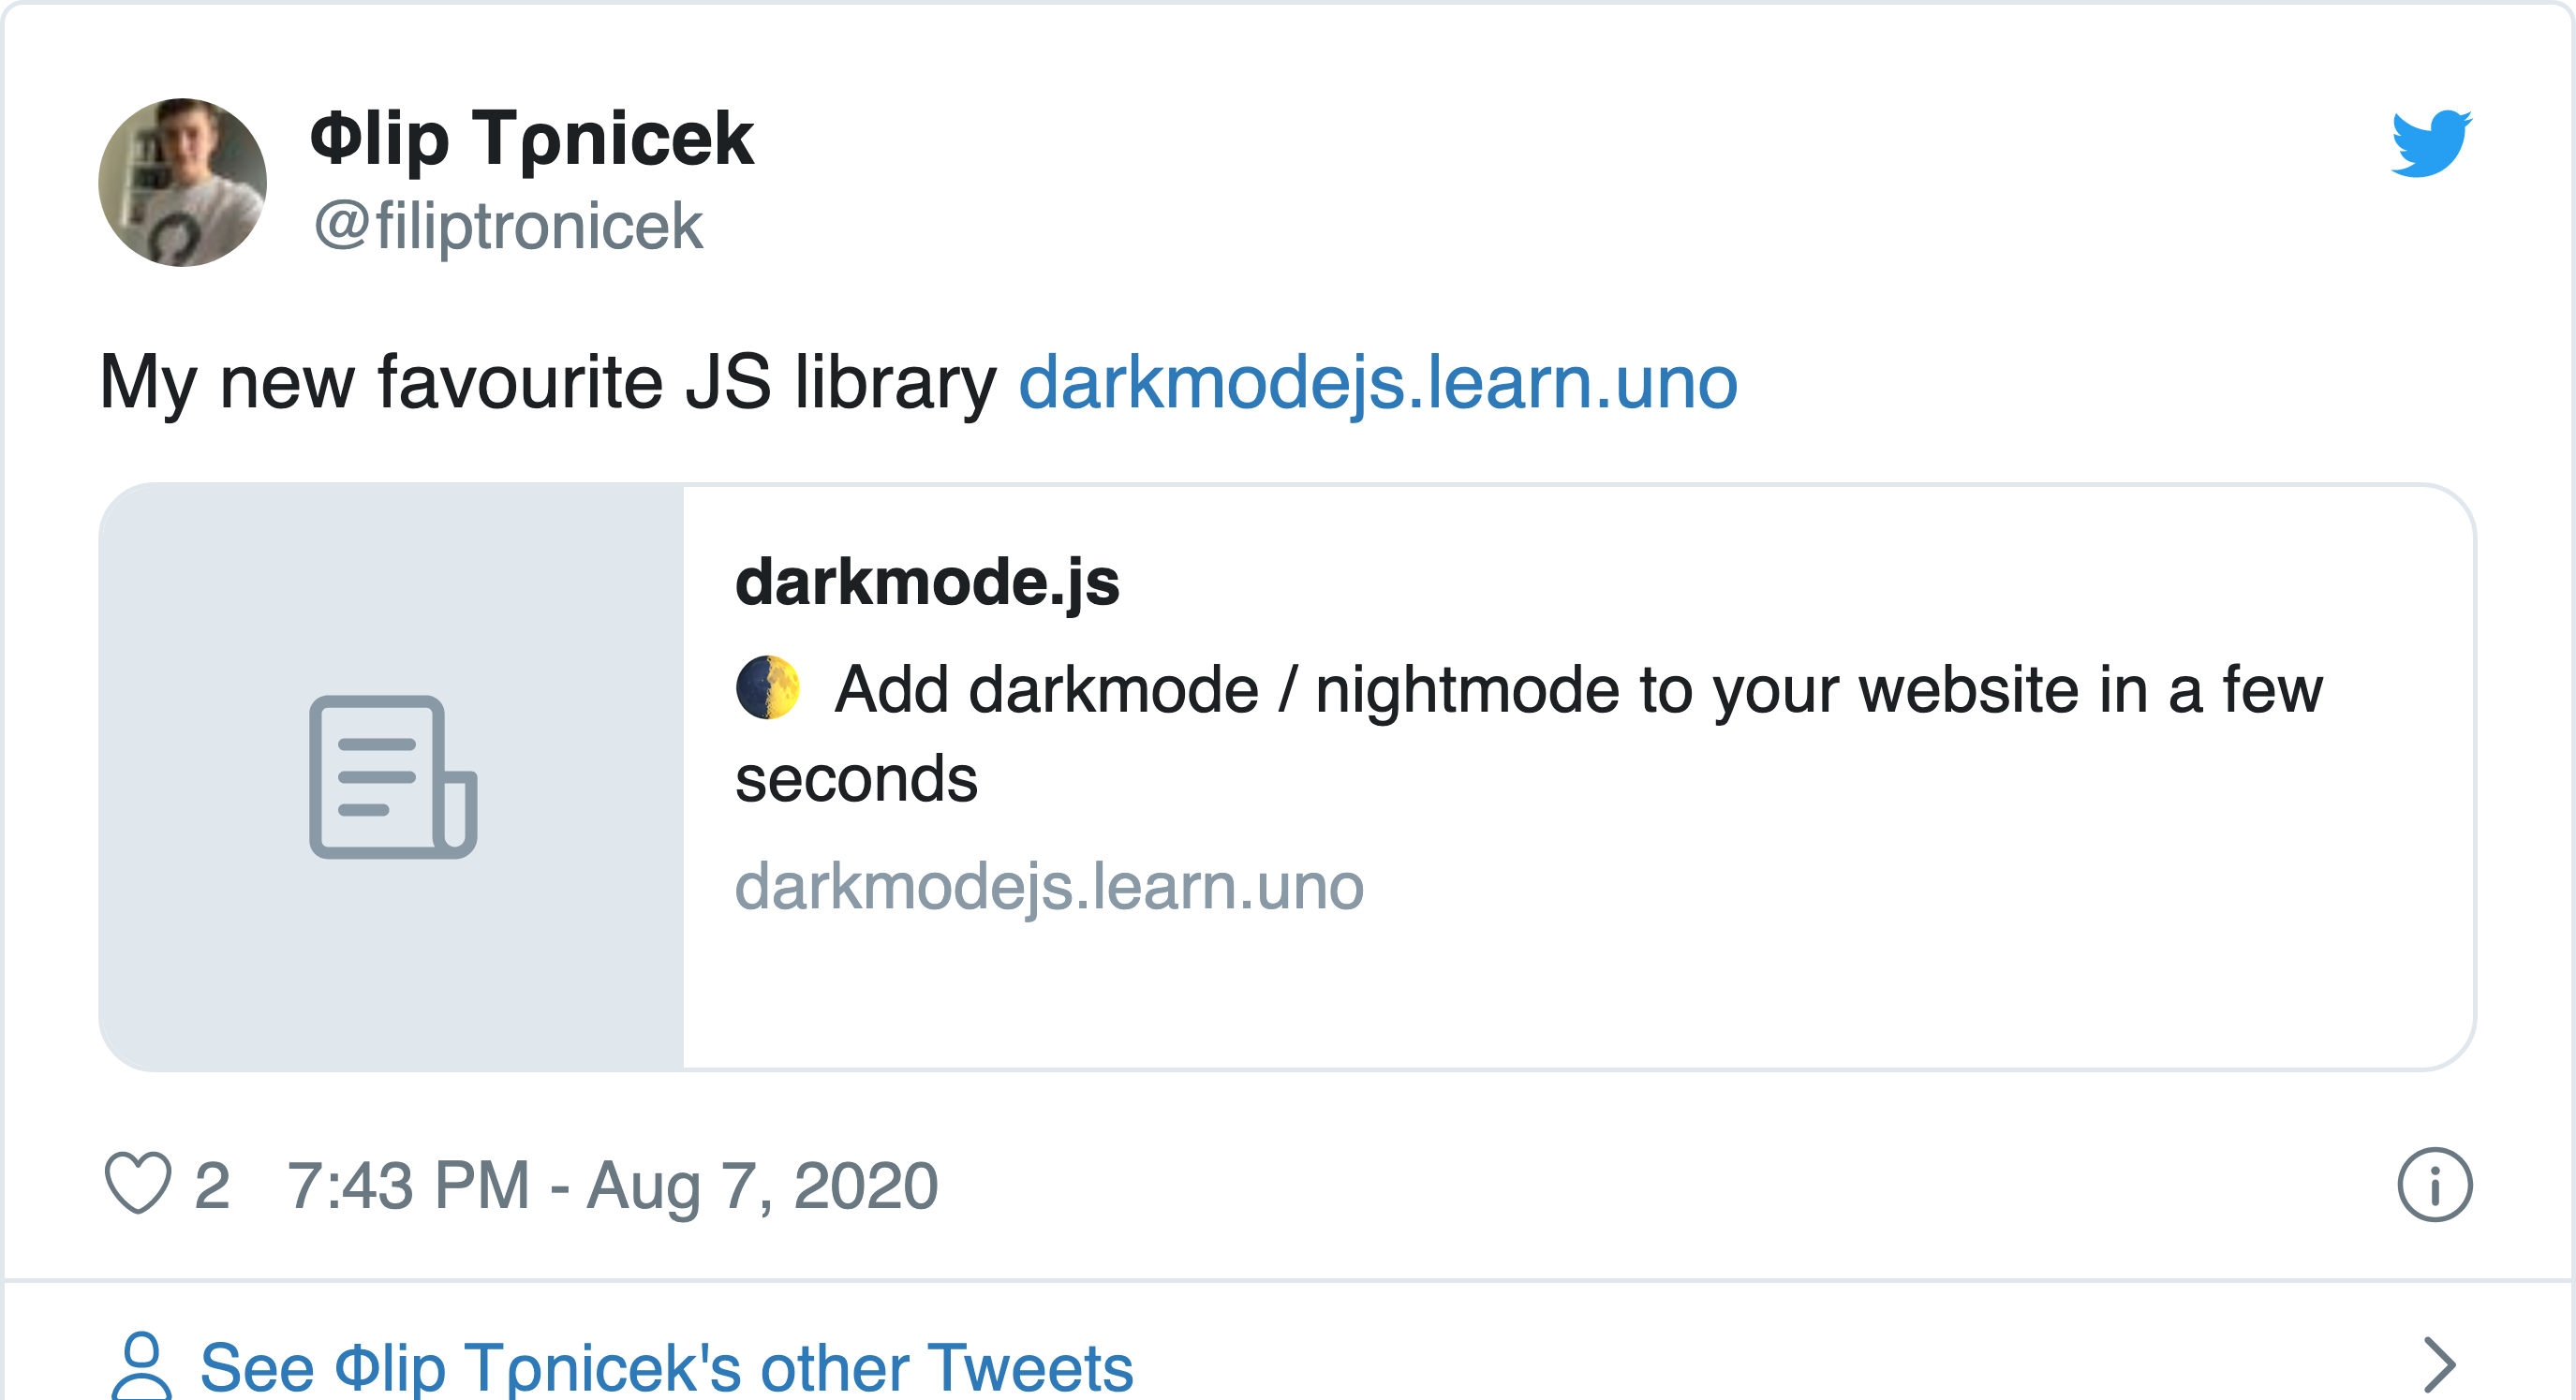 Φlip Tρnicek
@filiptronicek
My new favourite JS library darkmodejs.learn.uno
darkmode.js
🌓 Add darkmode / nightmode to your website in a few
seconds
darkmodejs.learn.uno
2 7:43 PM - Aug 7, 2020
See Φlip Tρnicek's other Tweets